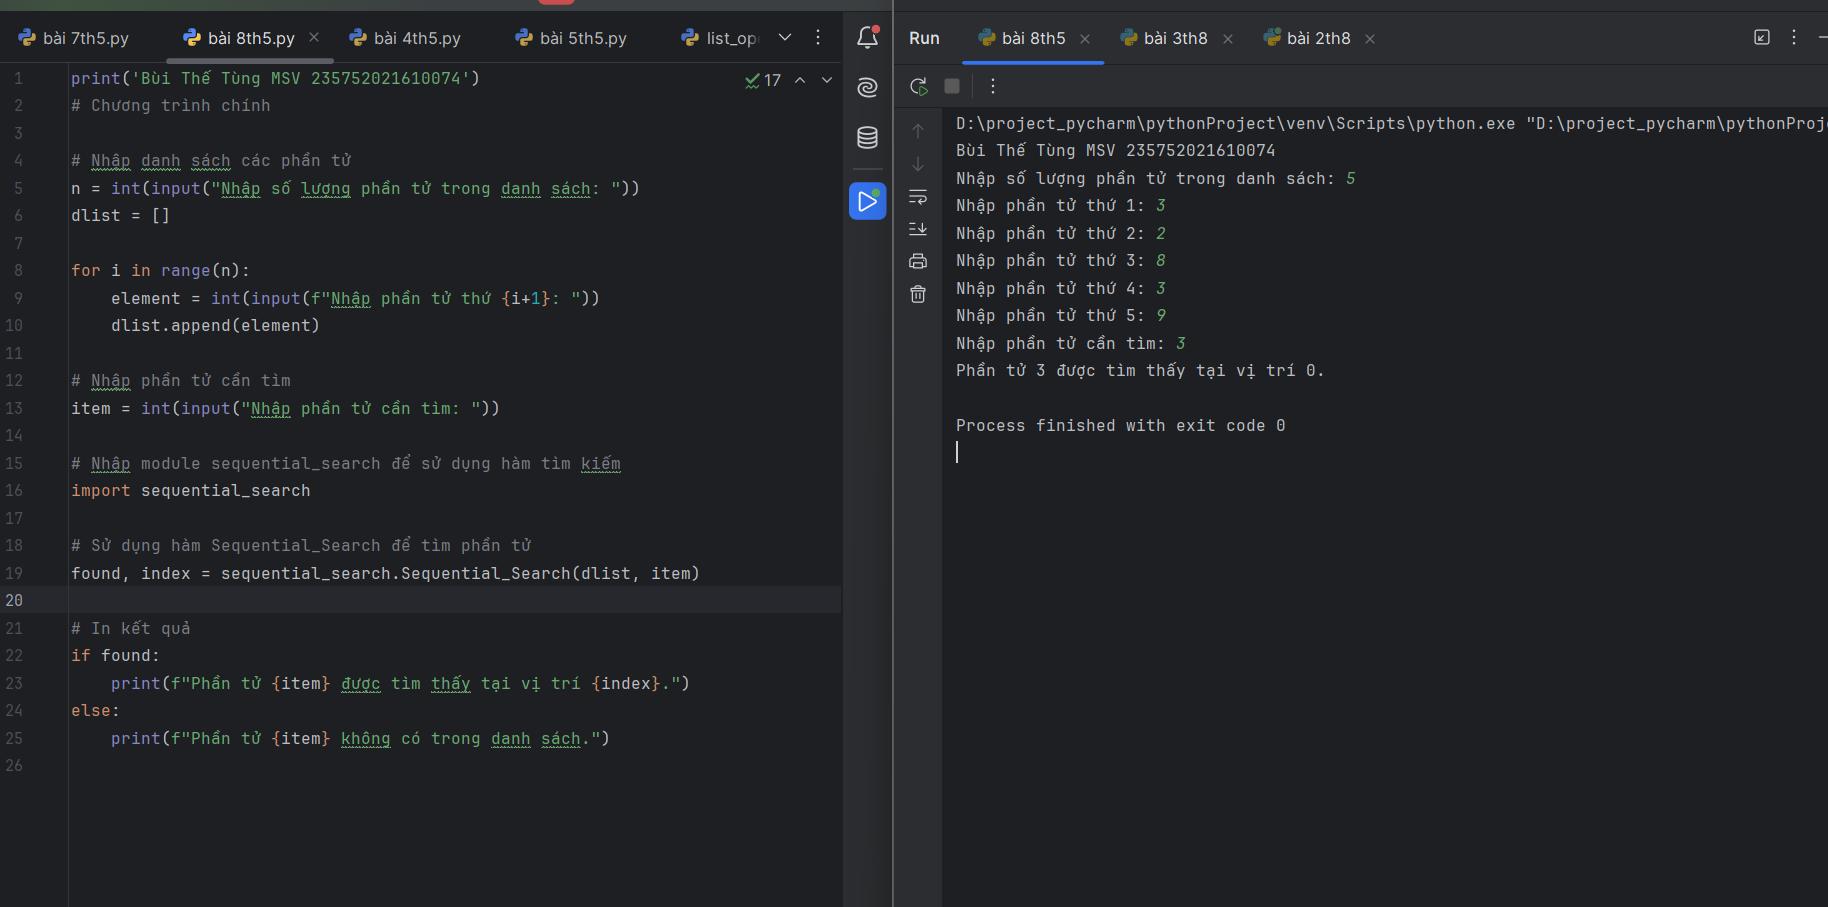 bài 7th5.py bài 8th5.py bài 4th5.py bài 5th5.py
17
1 print('Bùi Thế Tùng MSV 235752021610074')
2 # Chương trình chính
3
4 # Nhập danh sách các phần tử
5 n = int(input("Nhập số lượng phần tử trong danh sách: "))
6 dlist = []
7
8 for i in range(n):
9 element = int(input(f"Nhập phần tử thứ {i+1}: "))
10 dlist.append(element)
11
12 # Nhập phần tử cần tìm
13 item = int(input("Nhập phần tử cần tìm: "))
14
15 # Nhập module sequential_search để sử dụng hàm tìm kiếm
16 import sequential_search
17
18 # Sử dụng hàm Sequential_Search để tìm phần tử
19 found, index = sequential_search.Sequential_Search(dlist, item)
20
21 # In kết quả
22 if found:
23 print(f"Phần tử {item} được tìm thấy tại vị trí {index}.")
24 else:
25 print(f"Phần tử {item} không có trong danh sách.")
26
Run bài 8th5 bài 3th8 bài 2th8
D:\project_pycharm\pythonProject\venv\Scripts\python.exe
Bùi Thế Tùng MSV 235752021610074
Nhập số lượng phần tử trong danh sách: 5
Nhập phần tử thứ 1: 3
Nhập phần tử thứ 2: 2
Nhập phần tử thứ 3: 8
Nhập phần tử thứ 4: 3
Nhập phần tử thứ 5: 9
Nhập phần tử cần tìm: 3
Phần tử 3 được tìm thấy tại vị trí 0.
Process finished with exit code 0